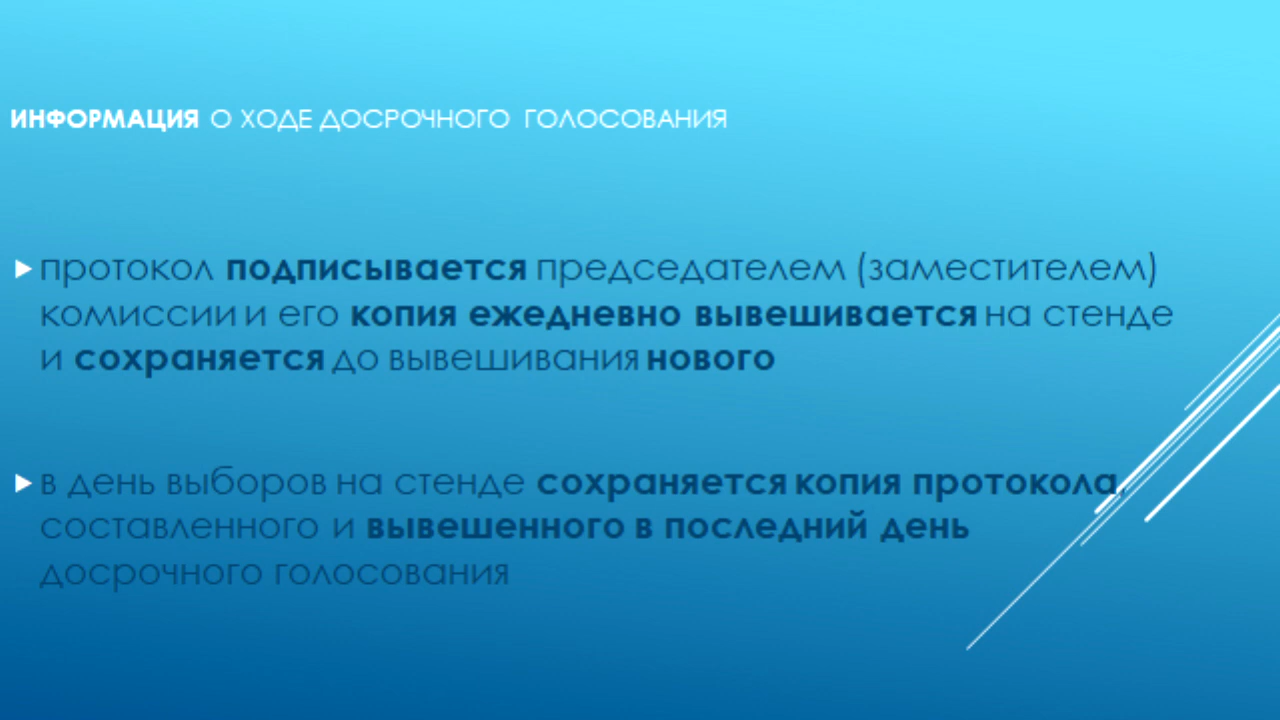 ИНФОРМАЦИЯ О ХОДЕ ДОСРОЧНОГО ГОЛОСОВАНИЯ
протокол подписывается председателем (заместителем)
комиссии и его копия ежедневно вывешивается на стенде
и сохраняется до вывешивания нового
в день выборов на стенде сохраняется копия протокола,
составленного и вывешенного в последний день
досрочного голосования